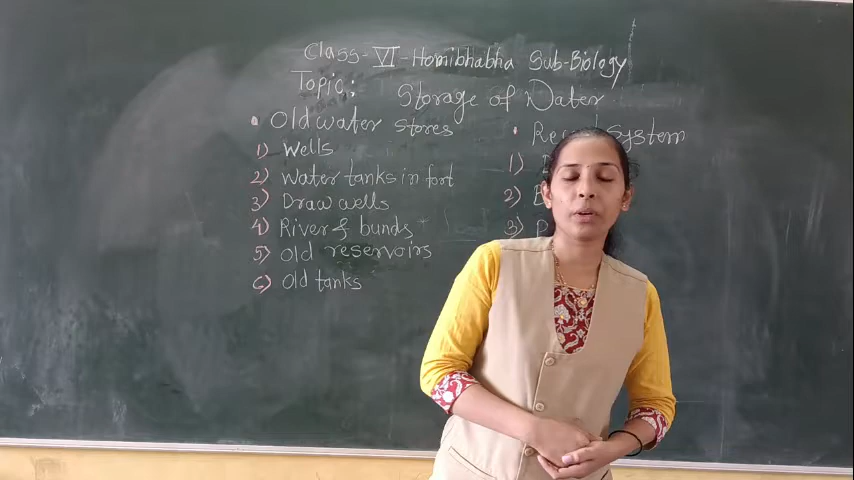 Class-VI-Homibhabha Sub-Biology
Topic:
Storage of Water
• Old water stores
1) Wells
2) Water tanks in fort
3) Draw wells
4) River & bunds
5) Old reservoirs
6) Old tanks
• System
1)
2)
3)